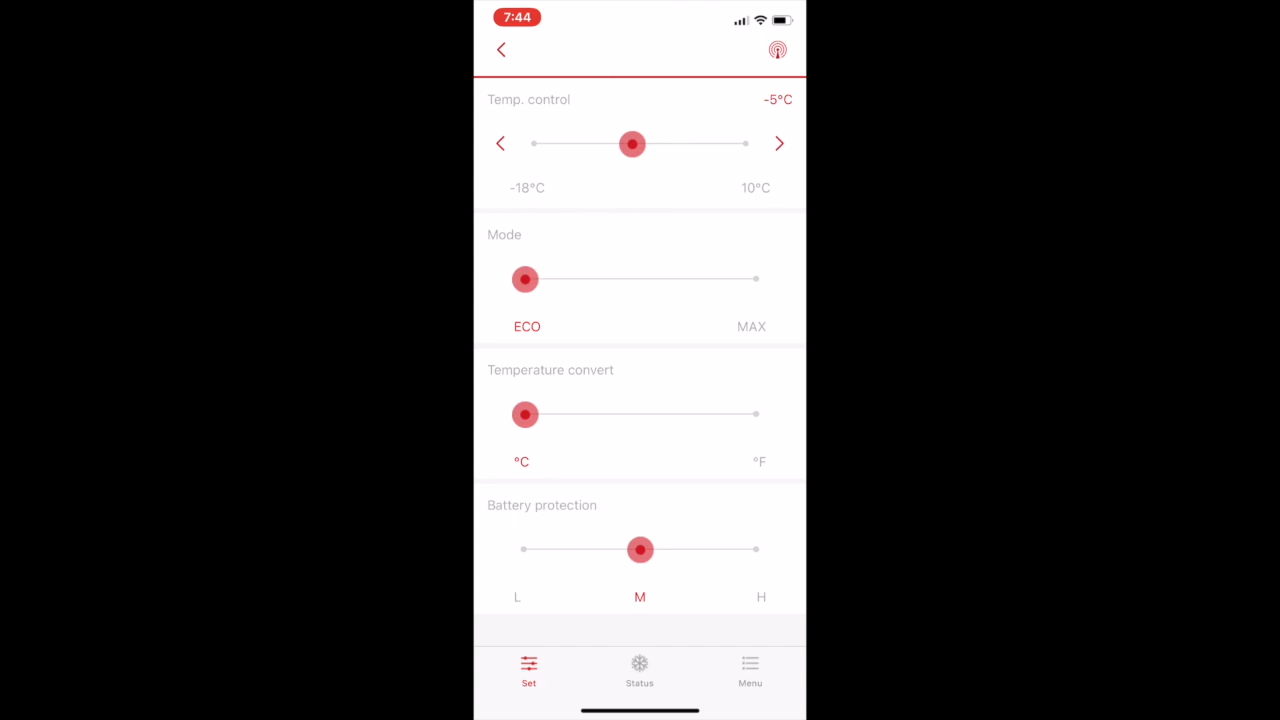 7:44
Temp. control -5°C
-18°C 10°C
Mode
ECO MAX
Temperature convert
°C °F
Battery protection
L M H
Set Status Menu